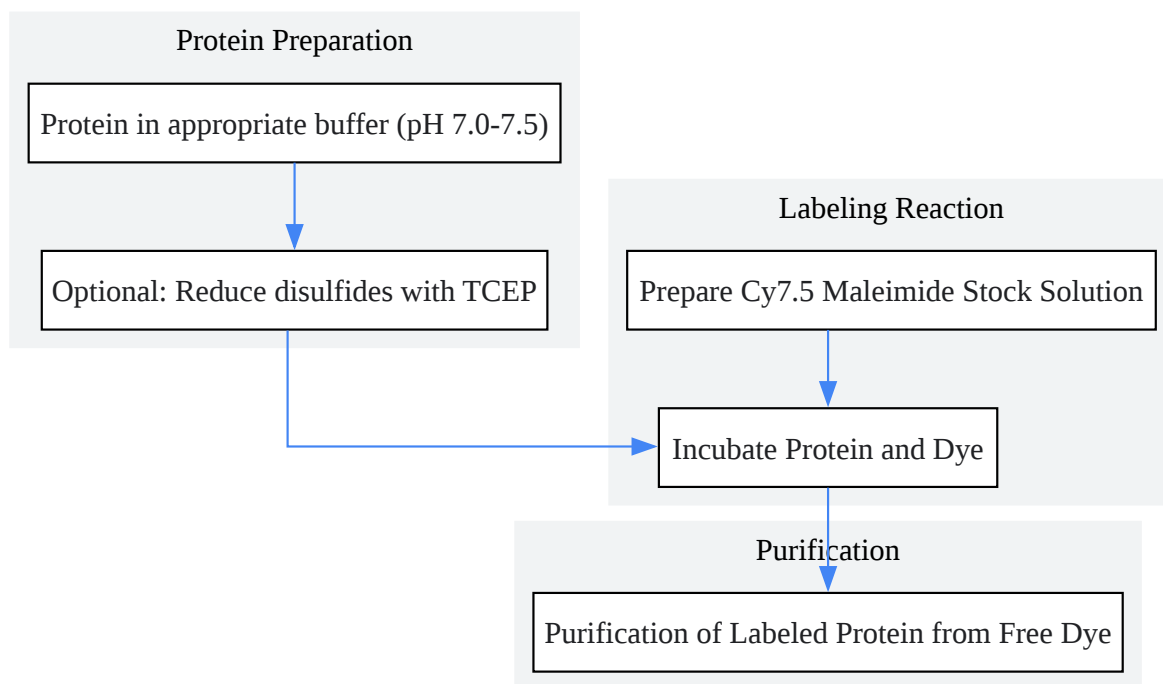 Protein Preparation
Protein in appropriate buffer (pH 7.0-7.5)
Optional: Reduce disulfides with TCEP
Labeling Reaction
Prepare Cy7.5 Maleimide Stock Solution
Incubate Protein and Dye
Purification
Purification of Labeled Protein from Free Dye